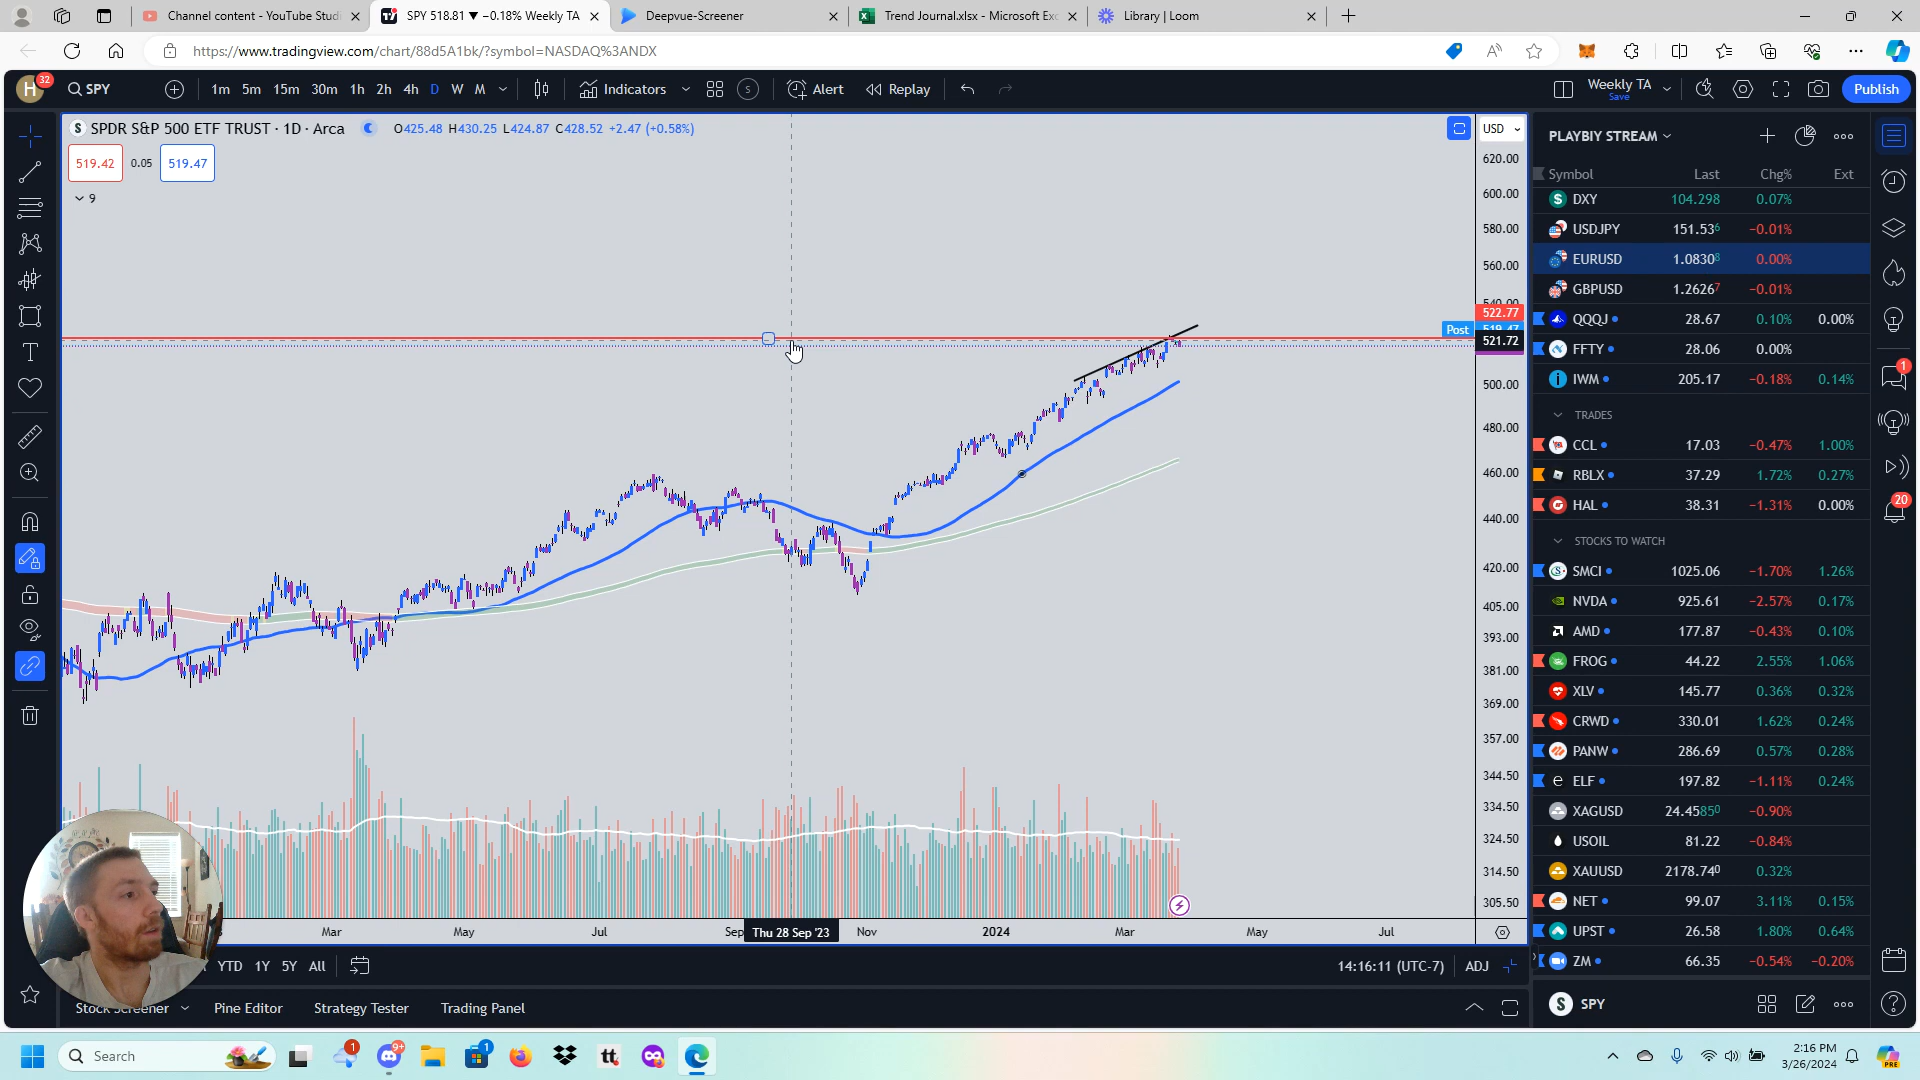 Channel content - YouTube Studi
SPY 518.81 ▼ −0.18% Weekly TA
Deepvue-Screener
Trend Journal.xlsx - Microsoft Exc
Library | Loom
https://www.tradingview.com/chart/88d5A1bk/?symbol=NASDAQ%3ANDX
H 32
SPY
1m 5m 15m 30m 1h 2h 4h D W M
Indicators
S
Alert
Replay
Weekly TA
Save
Publish
S SPDR S&P 500 ETF TRUST · 1D · Arca
O425.48 H430.25 L424.87 C428.52 +2.47 (+0.58%)
USD
519.42 0.05 519.47
9
620.00
600.00
580.00
560.00
540.00
522.77
Post 519.47
521.72
500.00
480.00
460.00
440.00
420.00
405.00
393.00
381.00
369.00
357.00
344.50
334.50
324.50
314.50
305.50
Mar May Jul Sep Thu 28 Sep '23 Nov 2024 Mar May Jul
YTD 1Y 5Y All
14:16:11 (UTC-7) ADJ
Stock Screener Pine Editor Strategy Tester Trading Panel
PLAYBIY STREAM
Symbol Last Chg% Ext
DXY 104.298 0.07%
USDJPY 151.536 −0.01%
EURUSD 1.08308 0.00%
GBPUSD 1.26267 −0.01%
QQQJ 28.67 0.10% 0.00%
FFTY 28.06 0.00%
IWM 205.17 −0.18% 0.14%
TRADES
CCL 17.03 −0.47% 1.00%
RBLX 37.29 1.72% 0.27%
HAL 38.31 −1.31% 0.00%
STOCKS TO WATCH
SMCI 1025.06 −1.70% 1.26%
NVDA 925.61 −2.57% 0.17%
AMD 177.87 −0.43% 0.10%
FROG 44.22 2.55% 1.06%
XLV 145.77 0.36% 0.32%
CRWD 330.01 1.62% 0.24%
PANW 286.69 0.57% 0.28%
ELF 197.82 −1.11% 0.24%
XAGUSD 24.45850 −0.90%
USOIL 81.22 −0.84%
XAUUSD 2178.740 0.32%
NET 99.07 3.11% 0.15%
UPST 26.58 1.80% 0.64%
ZM 66.35 −0.54% −0.20%
S SPY
1
20
Search
1
9+
1
tt
2:16 PM
3/26/2024
PRE